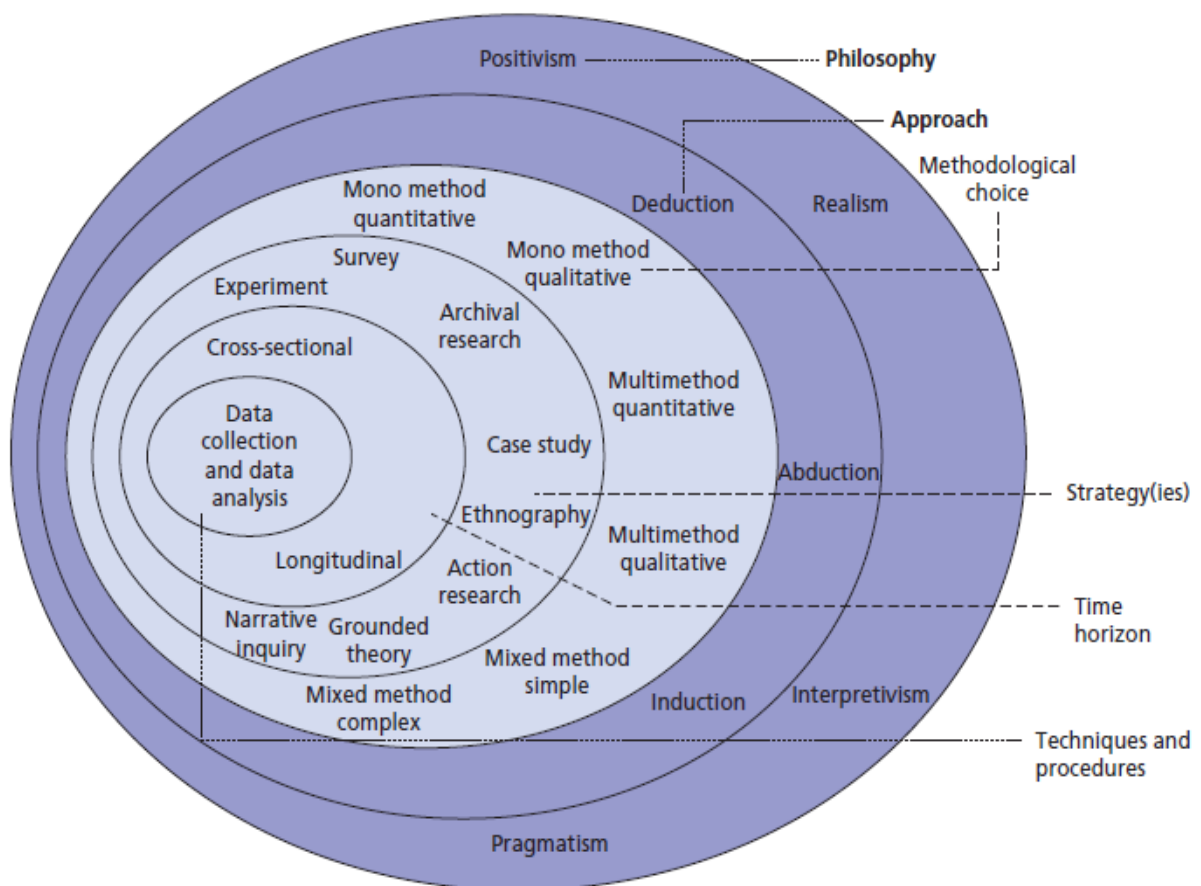 Positivism
Philosophy
Approach
Methodological
choice
Mono method
quantitative
Deduction
Realism
Mono method
qualitative
Survey
Experiment
Archival
research
Cross-sectional
Multimethod
quantitative
Data
collection
and data
analysis
Case study
Abduction
Strategy(ies)
Ethnography
Multimethod
qualitative
Longitudinal
Action
research
Time
horizon
Narrative
inquiry
Grounded
theory
Mixed method
simple
Mixed method
complex
Induction
Interpretivism
Techniques and
procedures
Pragmatism